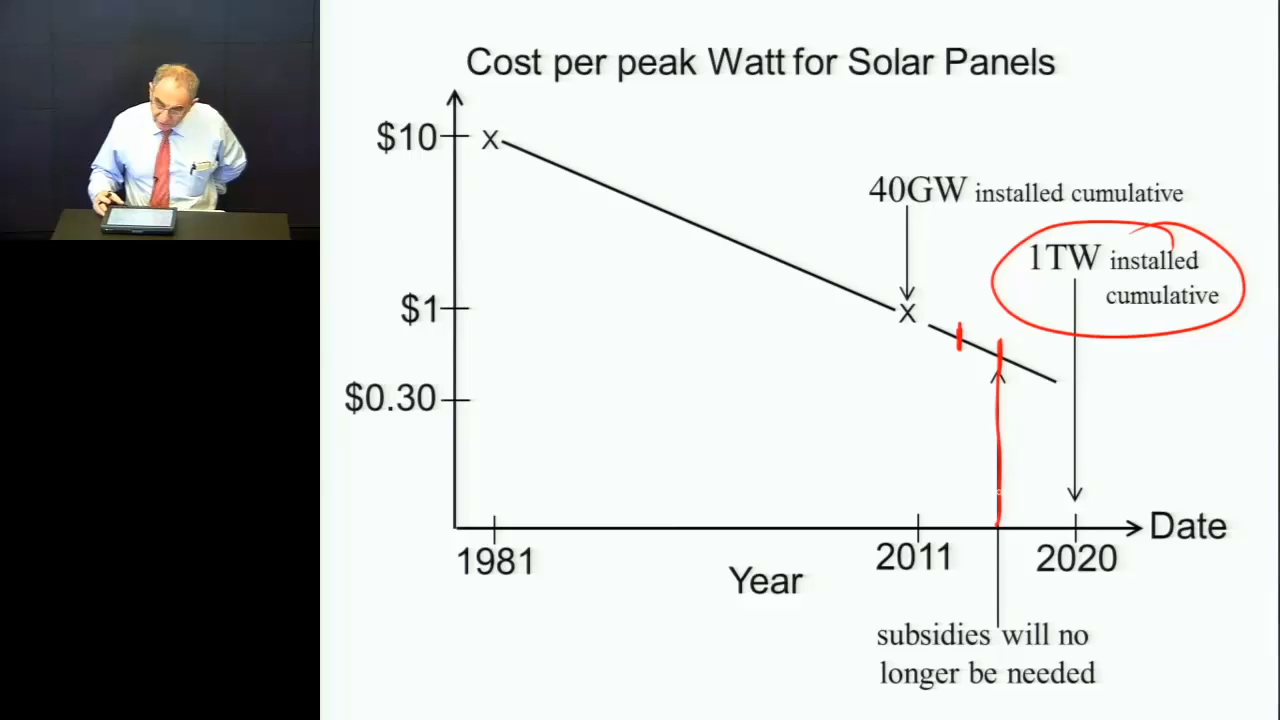 Cost per peak Watt for Solar Panels
$10
X
40GW installed cumulative
1TW installed
cumulative
$1
X
$0.30
Date
1981
2011
2020
Year
subsidies will no
longer be needed